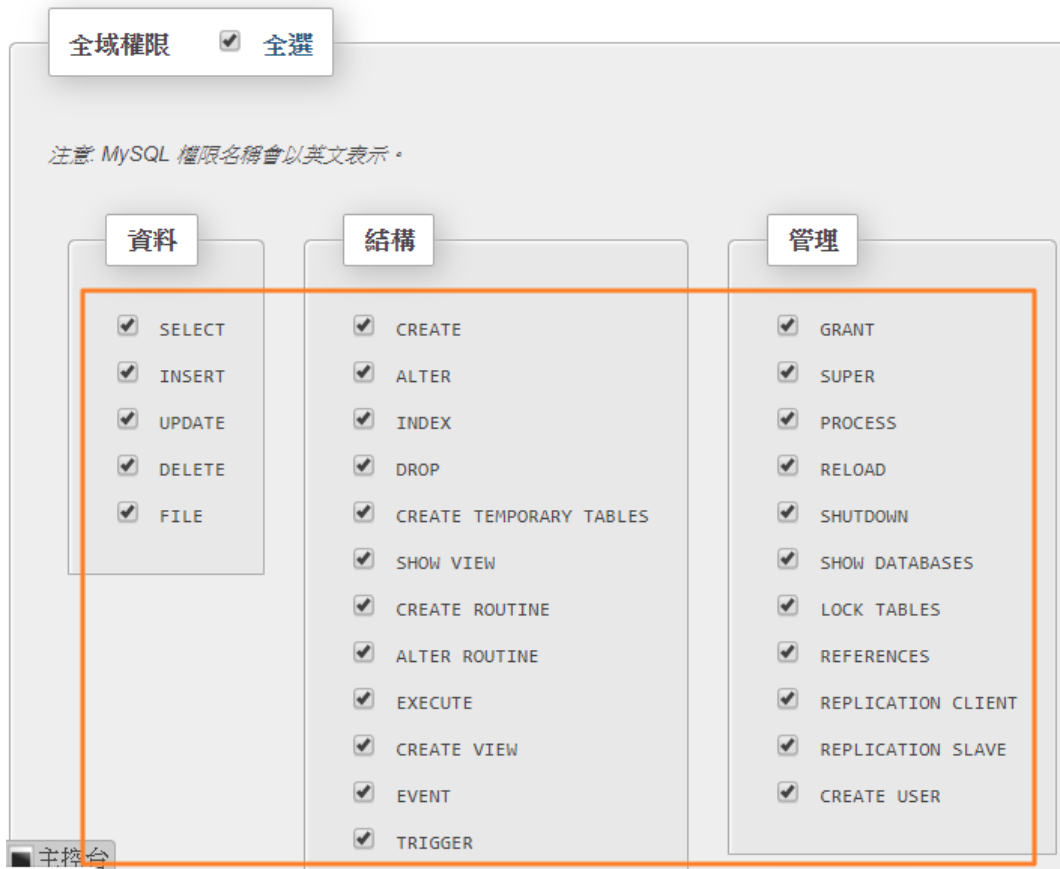 全域權限 全選
注意: MySQL 權限名稱會以英文表示。
資料
SELECT
INSERT
UPDATE
DELETE
FILE
結構
CREATE
ALTER
INDEX
DROP
CREATE TEMPORARY TABLES
SHOW VIEW
CREATE ROUTINE
ALTER ROUTINE
EXECUTE
CREATE VIEW
EVENT
TRIGGER
管理
GRANT
SUPER
PROCESS
RELOAD
SHUTDOWN
SHOW DATABASES
LOCK TABLES
REFERENCES
REPLICATION CLIENT
REPLICATION SLAVE
CREATE USER
主控台